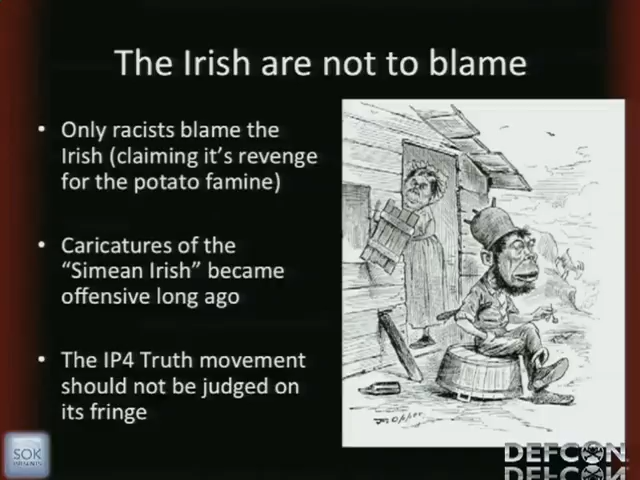 The Irish are not to blame
• Only racists blame the
Irish (claiming it's revenge
for the potato famine)
• Caricatures of the
"Simean Irish" became
offensive long ago
• The IP4 Truth movement
should not be judged on
its fringe
SOK
DEFCON
DEFCON